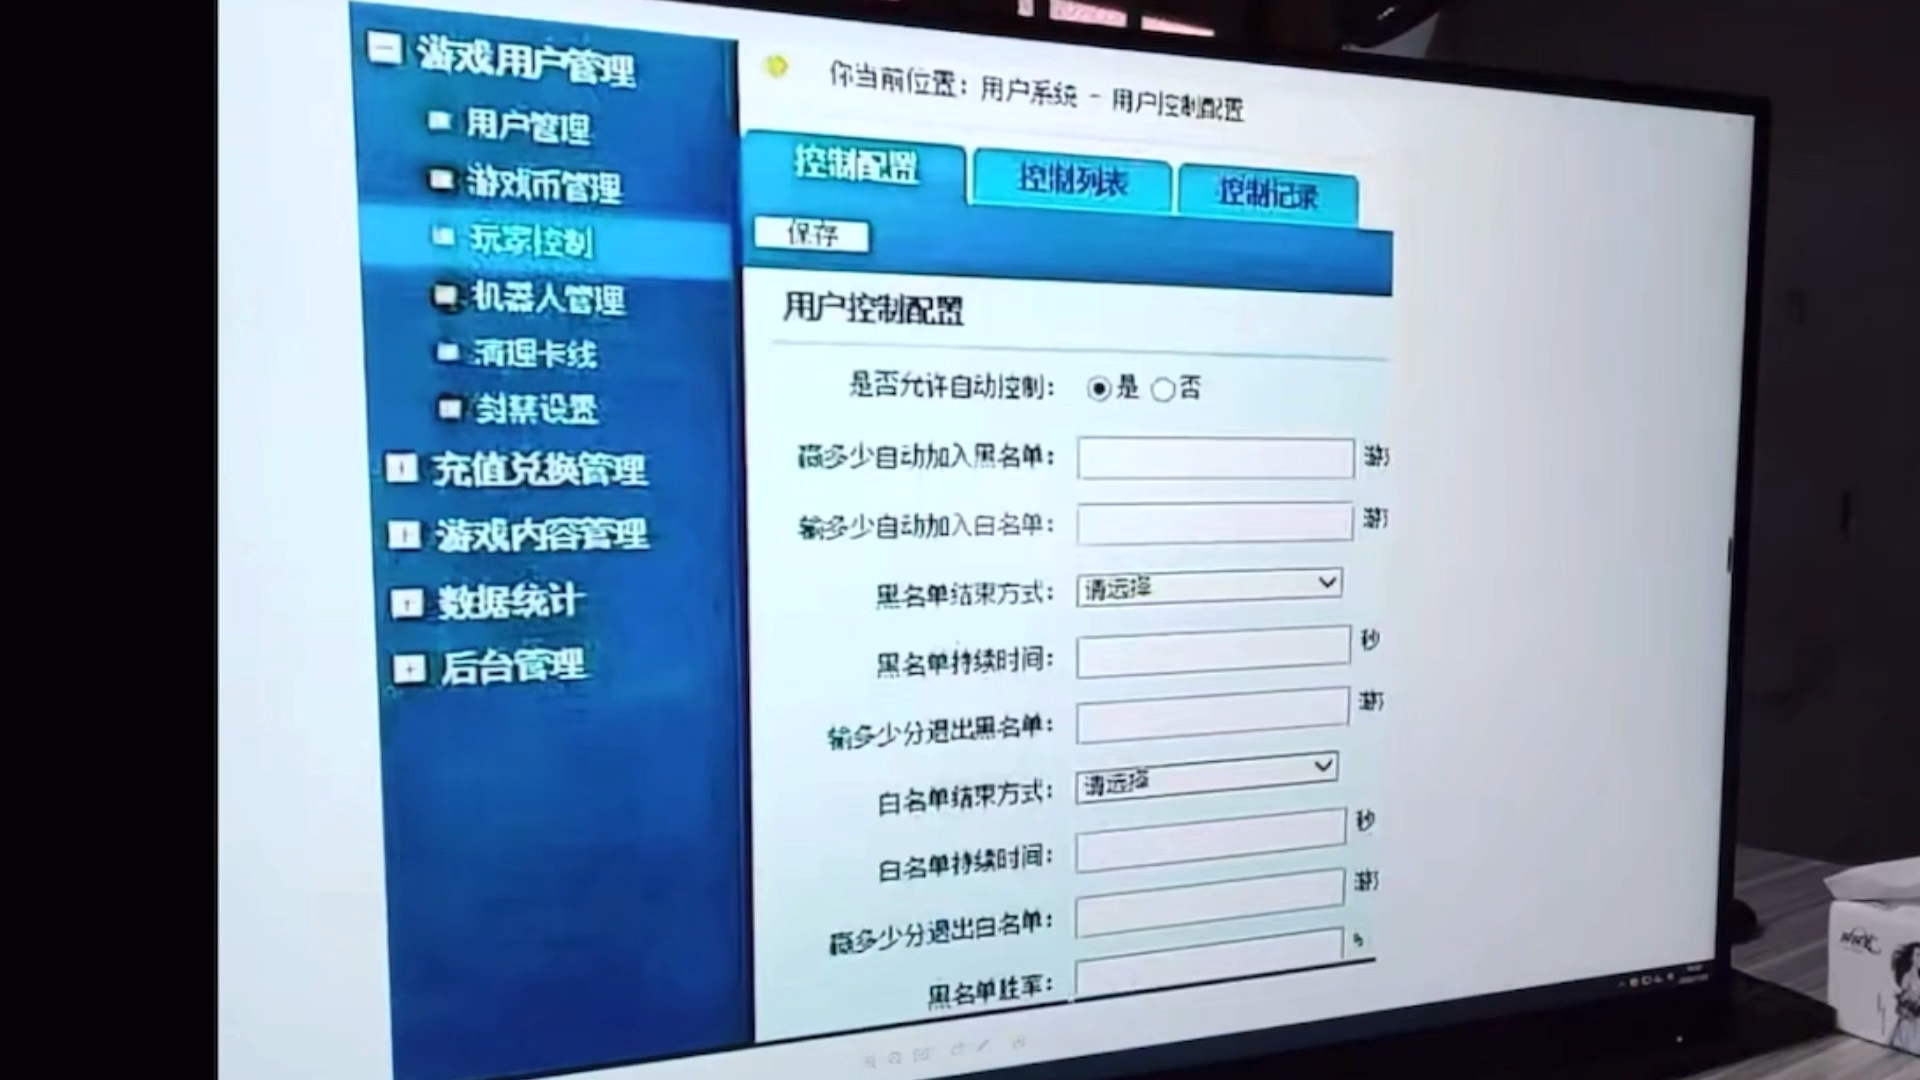 游戏用户管理
用户管理
游戏币管理
玩家控制
机器人管理
清理卡线
封禁设置
充值兑换管理
游戏内容管理
数据统计
后台管理
你当前位置：用户系统 - 用户控制配置
控制配置
控制列表
控制记录
保存
用户控制配置
是否允许自动控制： 是 否
赢多少自动加入黑名单： 游
输多少自动加入白名单： 游
黑名单结束方式： 请选择
黑名单持续时间： 秒
输多少分退出黑名单： 游
白名单结束方式： 请选择
白名单持续时间： 秒
赢多少分退出白名单： 游
黑名单胜率：